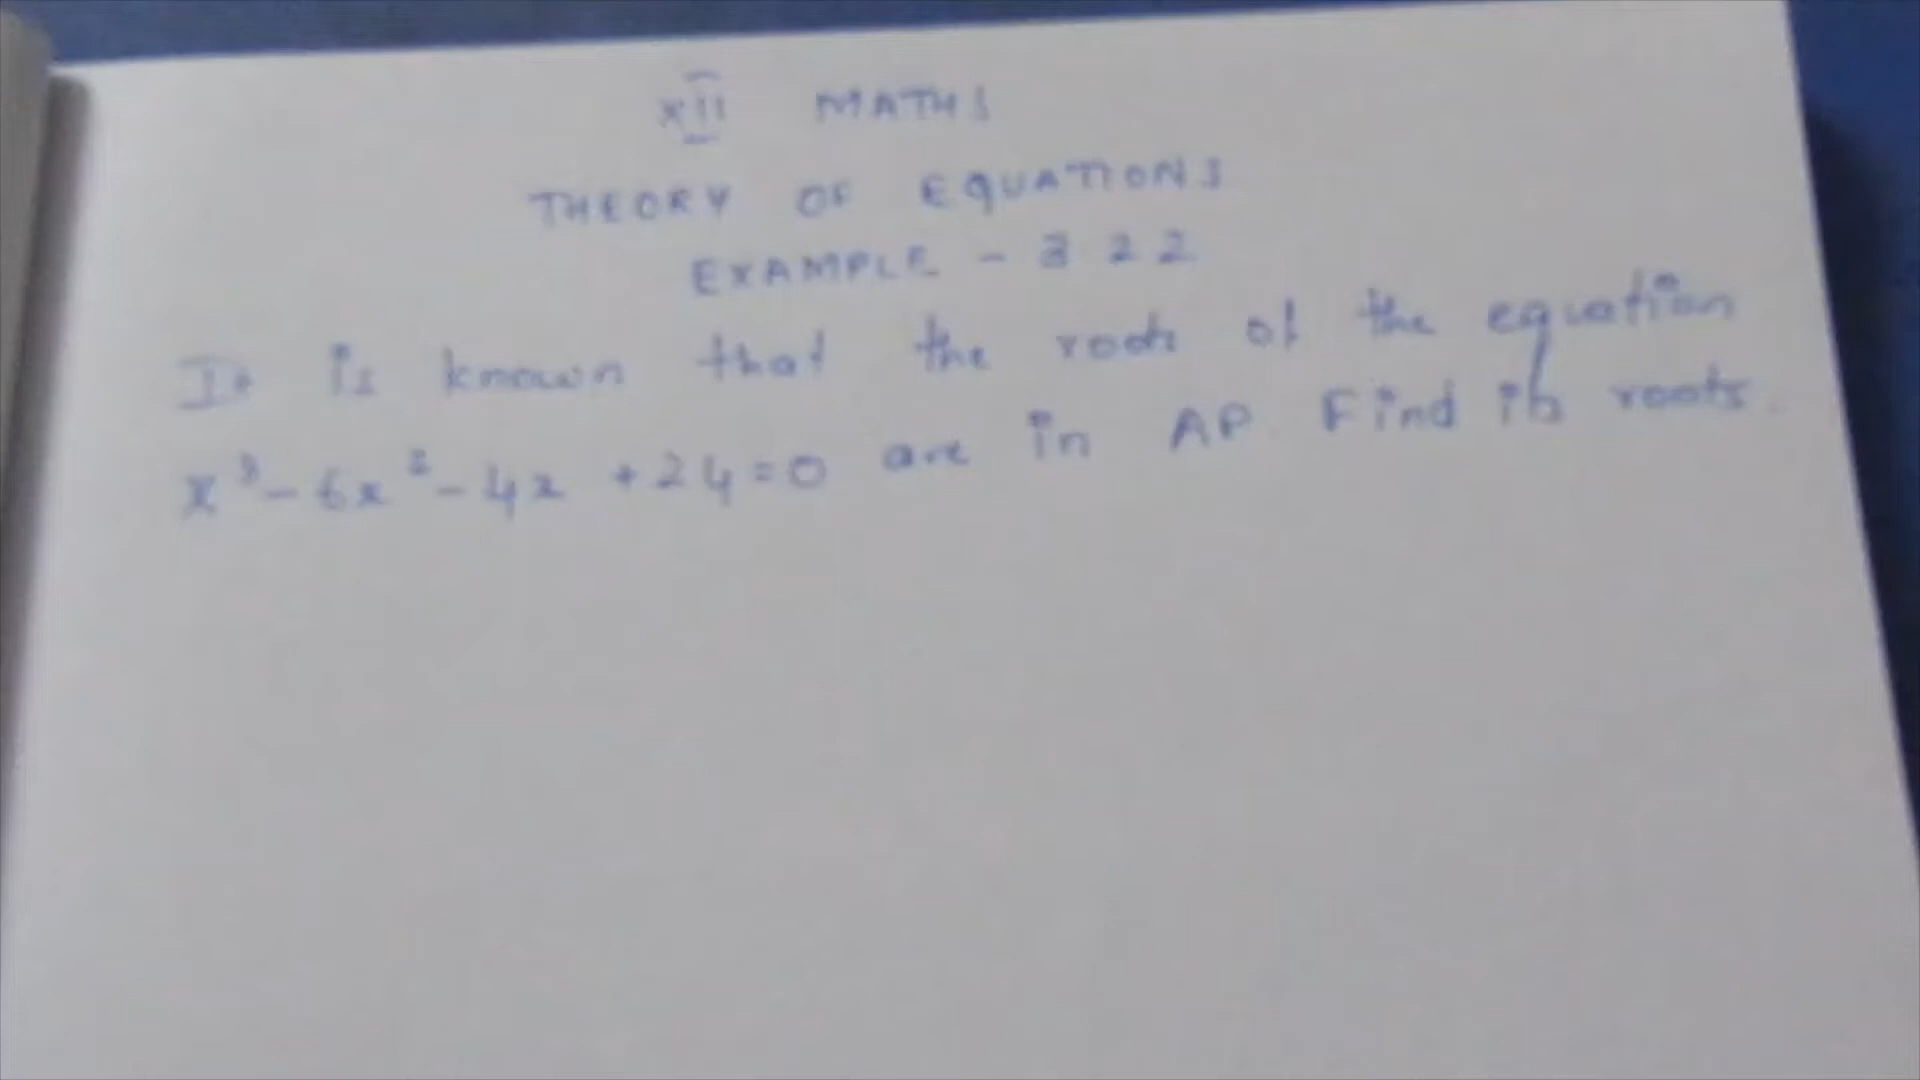 XII MATHS
THEORY OF EQUATIONS
EXAMPLE - 3 22
It is known that the roots of the equation
x³ - 6x² - 4x + 24 = 0 are in AP. Find its roots.